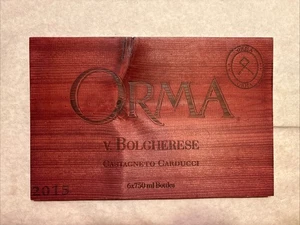 ORMA
V. BOLGHERESE
CASTAGNETO CARDUCCI
6x750 ml Bottles
2015